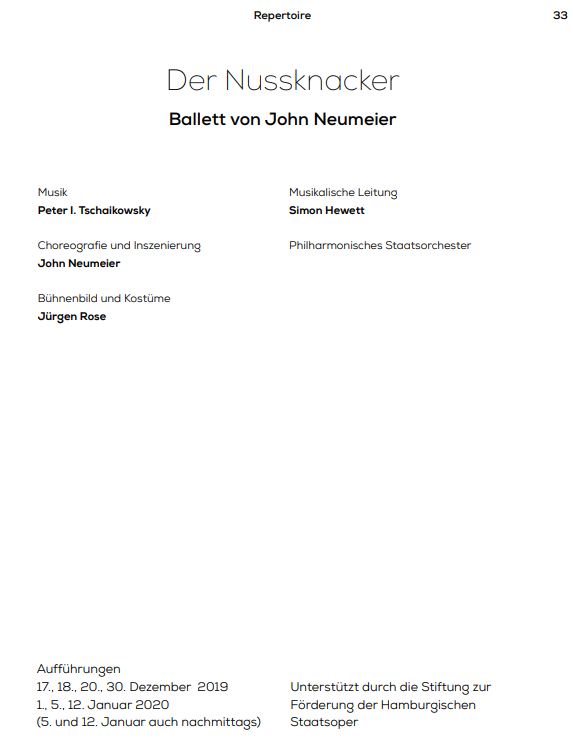 Repertoire
33
Der Nussknacker
Ballett von John Neumeier
Musik
Peter I. Tschaikowsky
Choreografie und Inszenierung
John Neumeier
Bühnenbild und Kostüme
Jürgen Rose
Musikalische Leitung
Simon Hewett
Philharmonisches Staatsorchester
Aufführungen
17., 18., 20., 30. Dezember 2019
1., 5., 12. Januar 2020
(5. und 12. Januar auch nachmittags)
Unterstützt durch die Stiftung zur
Förderung der Hamburgischen
Staatsoper